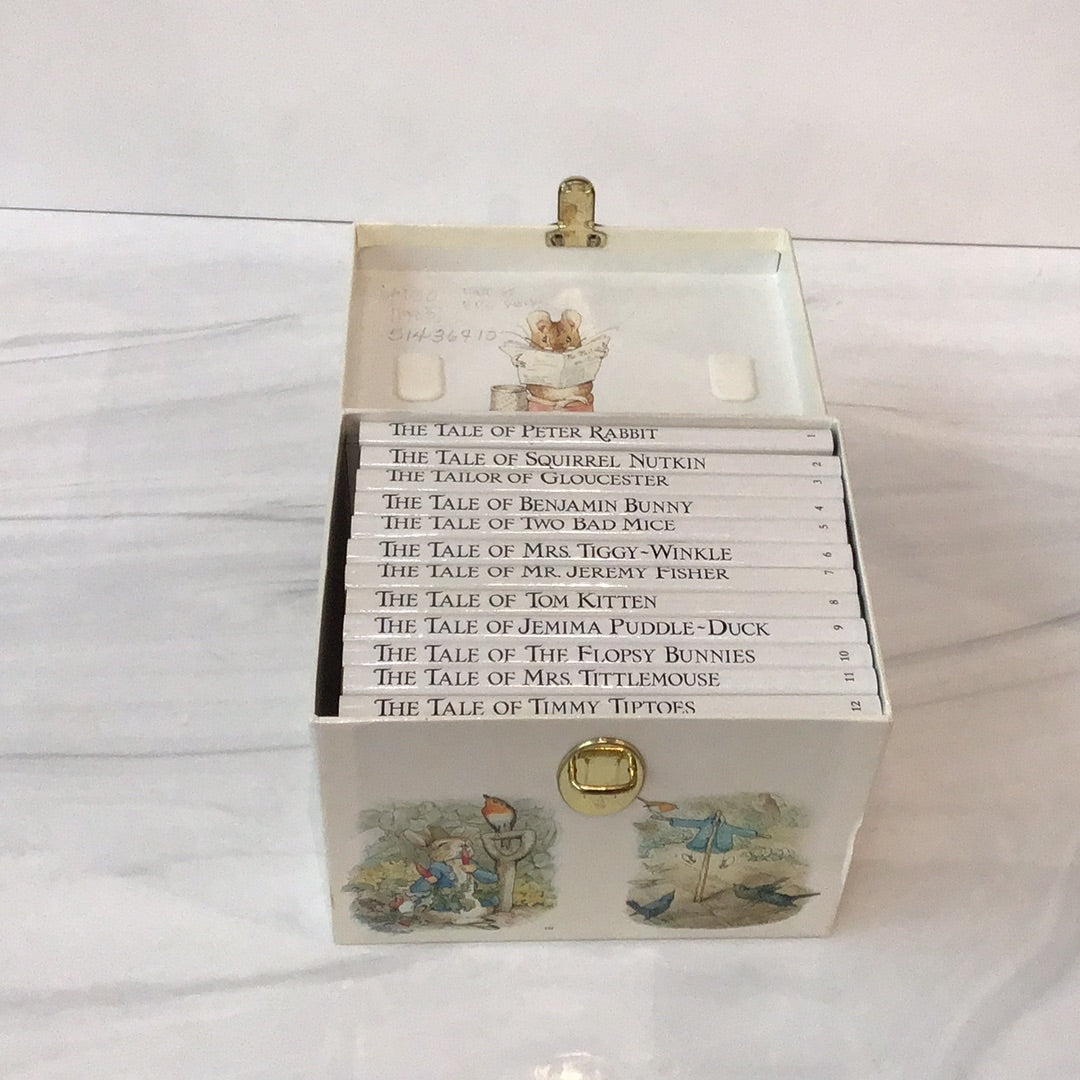 51436910
THE TALE OF PETER RABBIT 1
THE TALE OF SQUIRREL NUTKIN 2
THE TAILOR OF GLOUCESTER 3
THE TALE OF BENJAMIN BUNNY 4
THE TALE OF TWO BAD MICE 5
THE TALE OF MRS. TIGGY~WINKLE 6
THE TALE OF MR. JEREMY FISHER 7
THE TALE OF TOM KITTEN 8
THE TALE OF JEMIMA PUDDLE~DUCK 9
THE TALE OF THE FLOPSY BUNNIES 10
THE TALE OF MRS. TITTLEMOUSE 11
THE TALE OF TIMMY TIPTOES 12